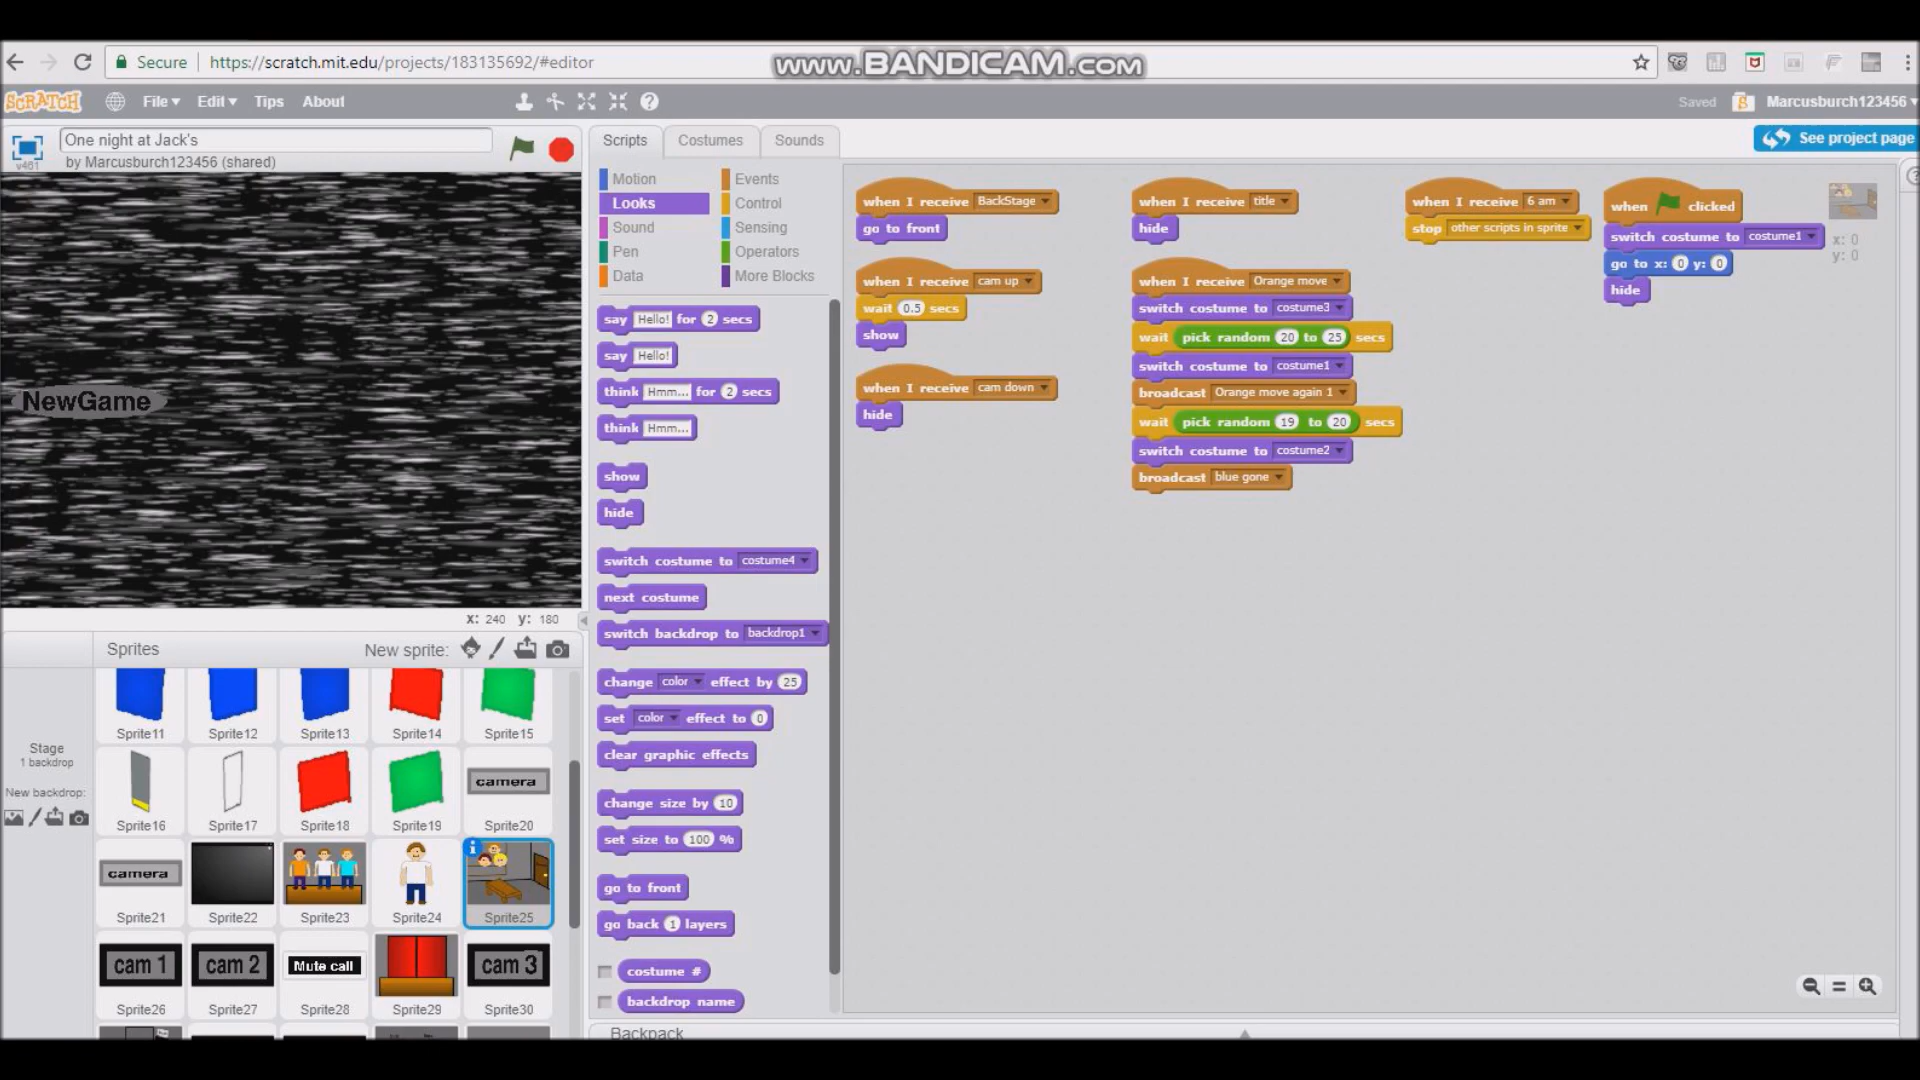 www.BANDICAM.com
Secure https://scratch.mit.edu/projects/183135692/#editor
SCRATCH File Edit Tips About Saved Marcusburch123456
One night at Jack's
by Marcusburch123456 (shared)
v461
Scripts Costumes Sounds
See project page
Motion Events
Looks Control
Sound Sensing
Pen Operators
Data More Blocks
say Hello! for 2 secs
say Hello!
think Hmm... for 2 secs
think Hmm...
show
hide
switch costume to costume4
next costume
switch backdrop to backdrop1
change color effect by 25
set color effect to 0
clear graphic effects
change size by 10
set size to 100 %
go to front
go back 1 layers
costume #
backdrop name
when I receive BackStage
go to front
when I receive cam up
wait 0.5 secs
show
when I receive cam down
hide
when I receive title
hide
when I receive Orange move
switch costume to costume3
wait pick random 20 to 25 secs
switch costume to costume1
broadcast Orange move again 1
wait pick random 19 to 20 secs
switch costume to costume2
broadcast blue gone
when I receive 6 am
stop other scripts in sprite
when clicked
switch costume to costume1
go to x: 0 y: 0
hide
x: 0
y: 0
NewGame
x: 240 y: 180
Sprites New sprite:
Stage
1 backdrop
New backdrop:
Sprite11 Sprite12 Sprite13 Sprite14 Sprite15
camera
Sprite16 Sprite17 Sprite18 Sprite19 Sprite20
camera
Sprite21 Sprite22 Sprite23 Sprite24 Sprite25
cam 1 cam 2 Mute call cam 3
Sprite26 Sprite27 Sprite28 Sprite29 Sprite30
Backpack